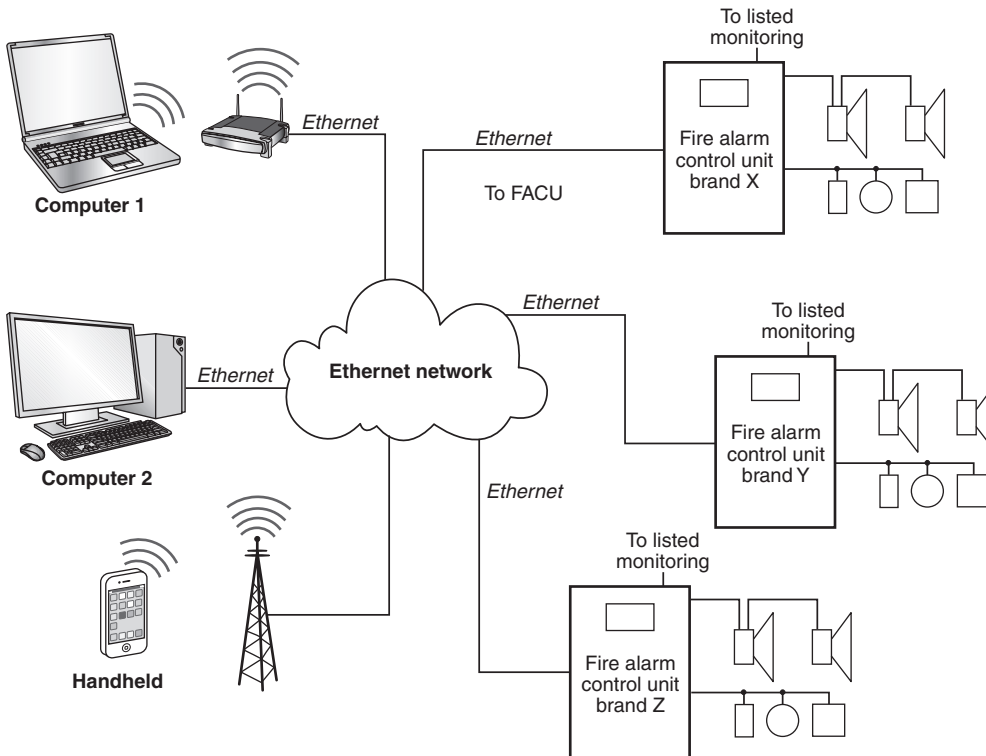 To listed
monitoring
Ethernet
Ethernet
Fire alarm
control unit
brand X
To FACU
Computer 1
To listed
monitoring
Ethernet
Ethernet
Ethernet network
Fire alarm
control unit
brand Y
Computer 2
Ethernet
To listed
monitoring
Fire alarm
control unit
brand Z
Handheld